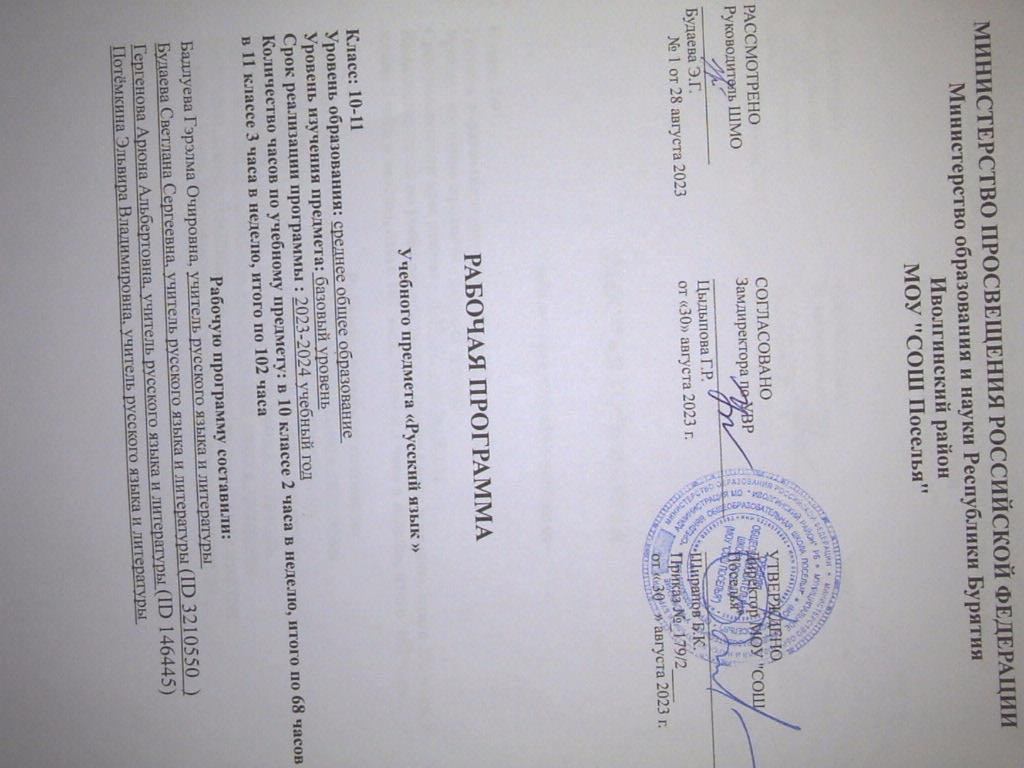 МИНИСТЕРСТВО ПРОСВЕЩЕНИЯ РОССИЙСКОЙ ФЕДЕРАЦИИ
Министерство образования и науки Республики Бурятия
Иволгинский район
МОУ "СОШ Поселья"
РАССМОТРЕНО
Руководитель ШМО
Будаева Э.Г.
№ 1 от 28 августа 2023
СОГЛАСОВАНО
Замдиректора по УВР
Цыдыпова Г.Р.
от «30» августа 2023 г.
УТВЕРЖДЕНО
Директор МОУ "СОШ
Поселья"
Ширапов В.К.
Приказ № 179/2
от «30» августа 2023 г.
РАБОЧАЯ ПРОГРАММА
Учебного предмета «Русский язык »
Класс: 10-11
Уровень образования: среднее общее образование
Уровень изучения предмета: базовый уровень
Срок реализации программы : 2023-2024 учебный год
Количество часов по учебному предмету: в 10 классе 2 часа в неделю, итого по 68 часов
в 11 классе 3 часа в неделю, итого по 102 часа
Рабочую программу составили:
Баллуева Гэрэлма Очировна, учитель русского языка и литературы
Будаева Светлана Сергеевна, учитель русского языка и литературы (ID 3210550 )
Гергенова Арюна Альбертовна, учитель русского языка и литературы (ID 146445)
Потёмкина Эльвира Владимировна, учитель русского языка и литературы